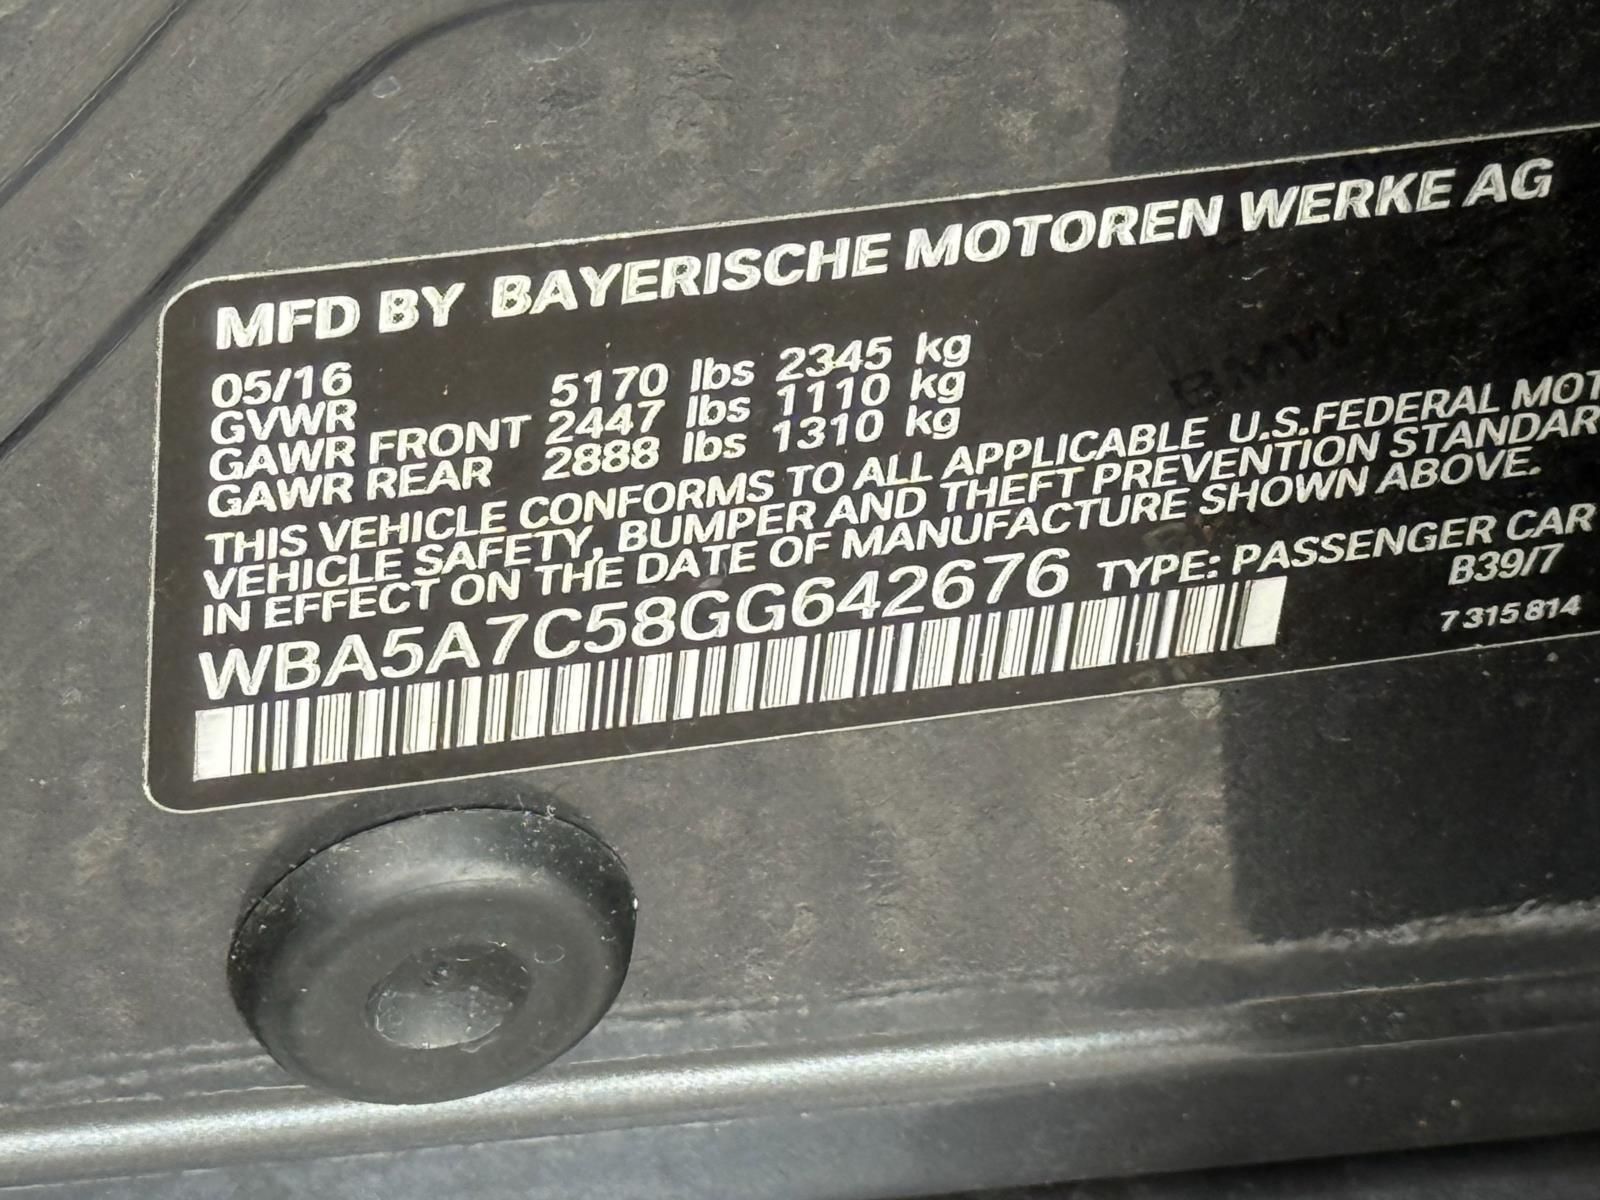 MFD BY BAYERISCHE MOTOREN WERKE AG
05/16
GVWR 5170 lbs 2345 kg
GAWR FRONT 2447 lbs 1110 kg
GAWR REAR 2888 lbs 1310 kg
THIS VEHICLE CONFORMS TO ALL APPLICABLE U.S.FEDERAL MOT
VEHICLE SAFETY, BUMPER AND THEFT PREVENTION STANDAR
IN EFFECT ON THE DATE OF MANUFACTURE SHOWN ABOVE.
WBA5A7C58GG642676 TYPE: PASSENGER CAR
B39/7
7 315 814
BMW